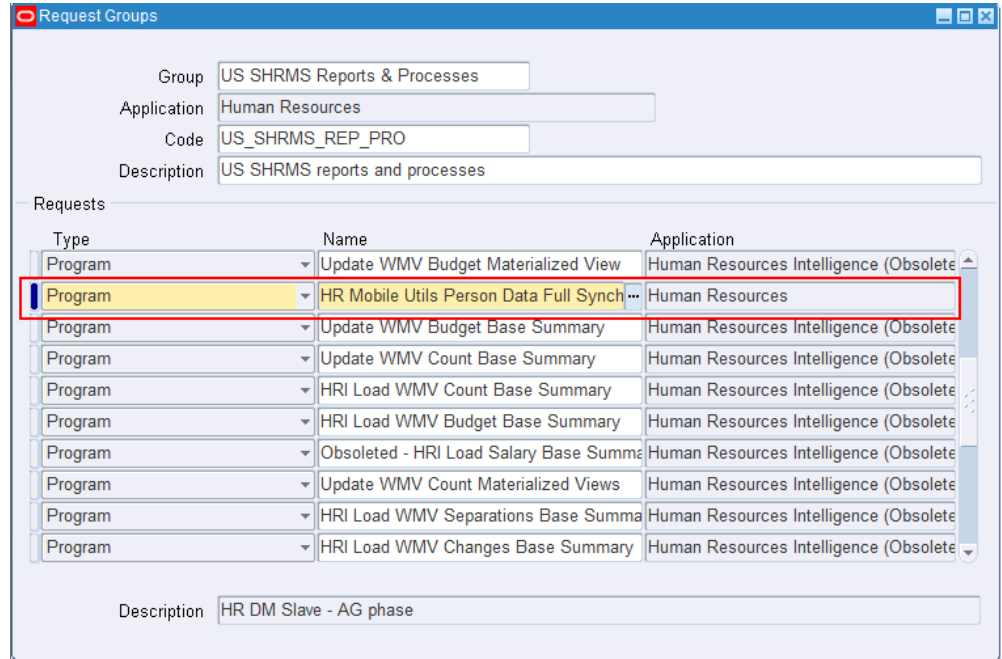 Request Groups
Group US SHRMS Reports & Processes
Application Human Resources
Code US_SHRMS_REP_PRO
Description US SHRMS reports and processes
Requests
Type Name Application
Program Update WMV Budget Materialized View Human Resources Intelligence (Obsolete
Program HR Mobile Utils Person Data Full Synch ... Human Resources
Program Update WMV Budget Base Summary Human Resources Intelligence (Obsolete
Program Update WMV Count Base Summary Human Resources Intelligence (Obsolete
Program HRI Load WMV Count Base Summary Human Resources Intelligence (Obsolete
Program HRI Load WMV Budget Base Summary Human Resources Intelligence (Obsolete
Program Obsoleted - HRI Load Salary Base Summa Human Resources Intelligence (Obsolete
Program Update WMV Count Materialized Views Human Resources Intelligence (Obsolete
Program HRI Load WMV Separations Base Summa Human Resources Intelligence (Obsolete
Program HRI Load WMV Changes Base Summary Human Resources Intelligence (Obsolete
Description HR DM Slave - AG phase